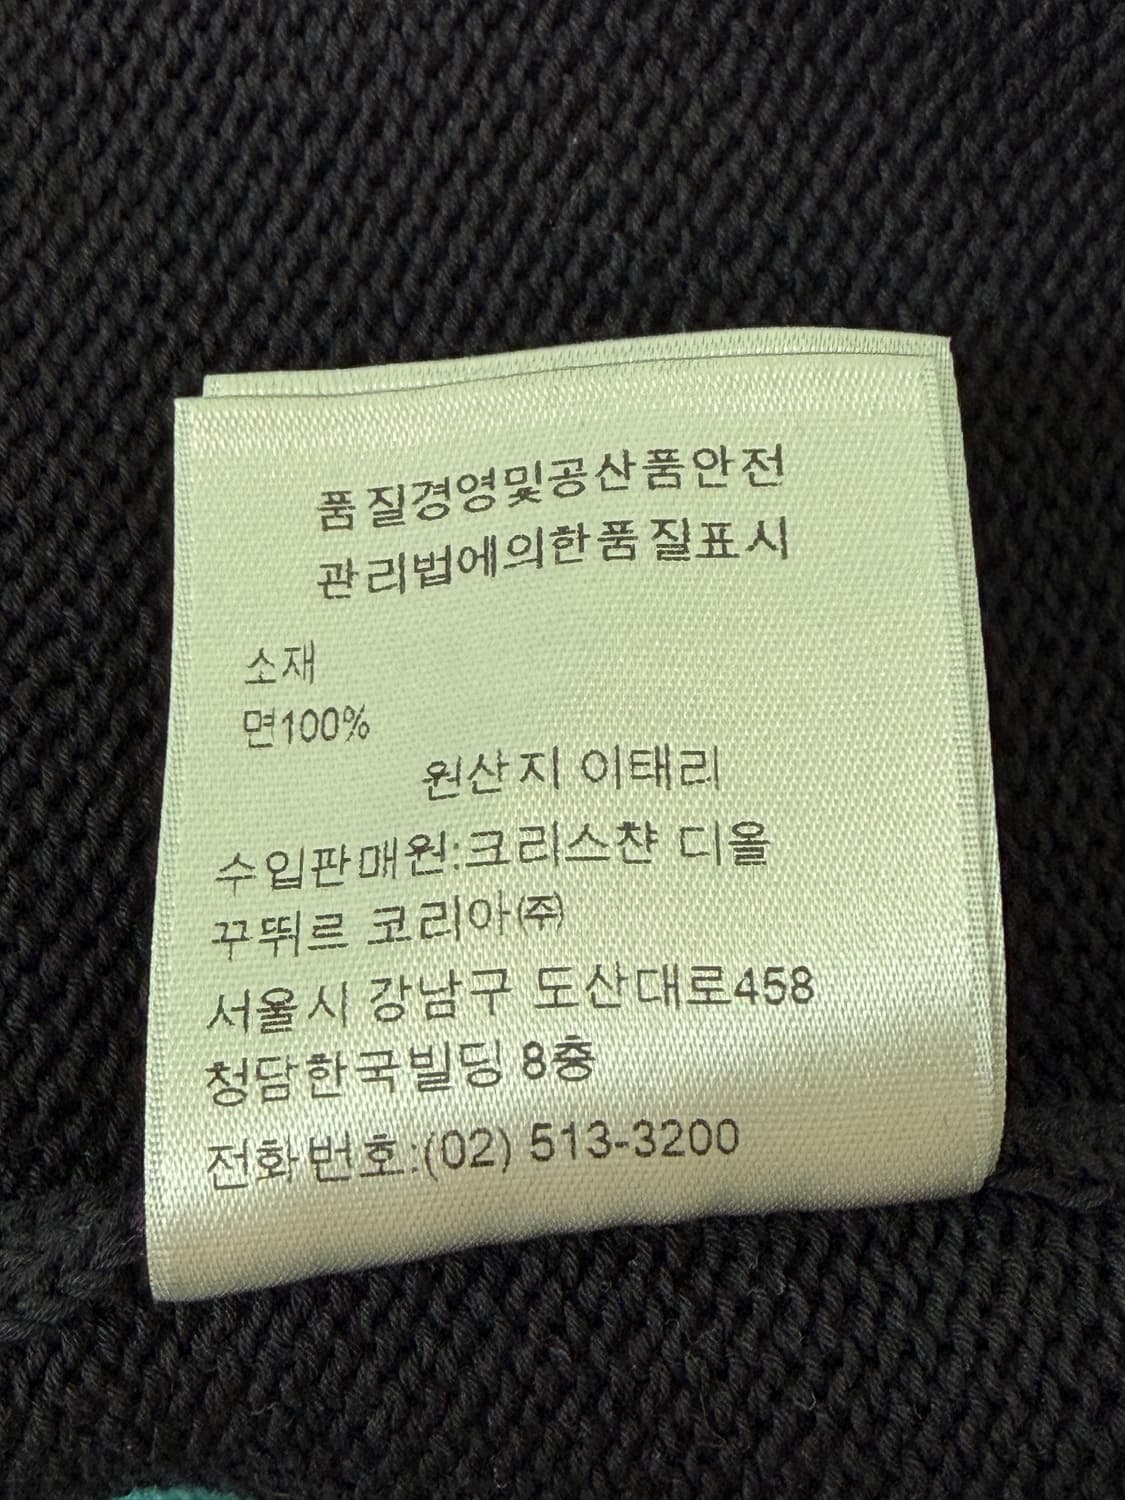 품질경영및공산품안전
관리법에의한품질표시
소재
면100%
원산지 이태리
수입판매원:크리스챤 디올
꾸뛰르 코리아㈜
서울시 강남구 도산대로458
청담한국빌딩 8층
전화번호:(02) 513-3200